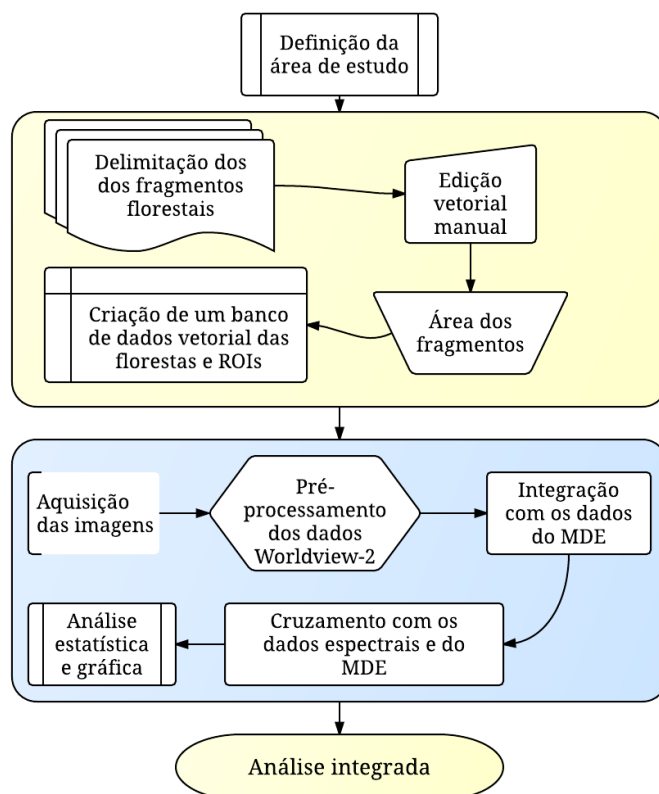 Definição da
área de estudo
Delimitação dos
dos fragmentos
florestais
Edição
vetorial
manual
Área dos
fragmentos
Criação de um banco
de dados vetorial das
florestas e ROIs
Aquisição
das imagens
Pré-
processamento
dos dados
Worldview-2
Integração
com os dados
do MDE
Cruzamento com os
dados espectrais e do
MDE
Análise
estatística
e gráfica
Análise integrada